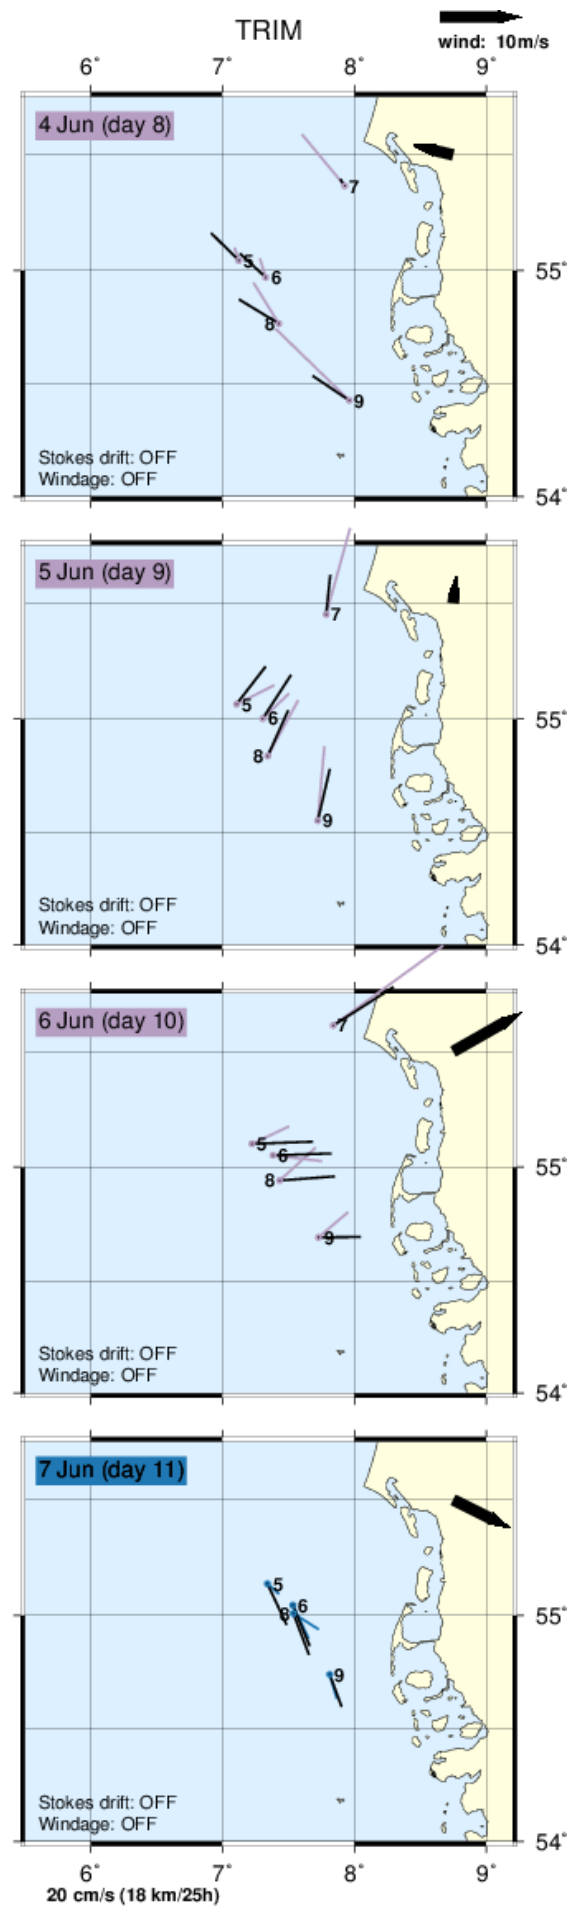 TRIM
wind: 10m/s
6° 7° 8° 9°
4 Jun (day 8)
7
5
6
8
9
55°
Stokes drift: OFF
Windage: OFF
54°
5 Jun (day 9)
7
5
6
8
9
55°
Stokes drift: OFF
Windage: OFF
54°
6 Jun (day 10)
7
5
6
8
9
55°
Stokes drift: OFF
Windage: OFF
54°
7 Jun (day 11)
5
6
8
9
55°
Stokes drift: OFF
Windage: OFF
54°
6° 7° 8° 9°
20 cm/s (18 km/25h)